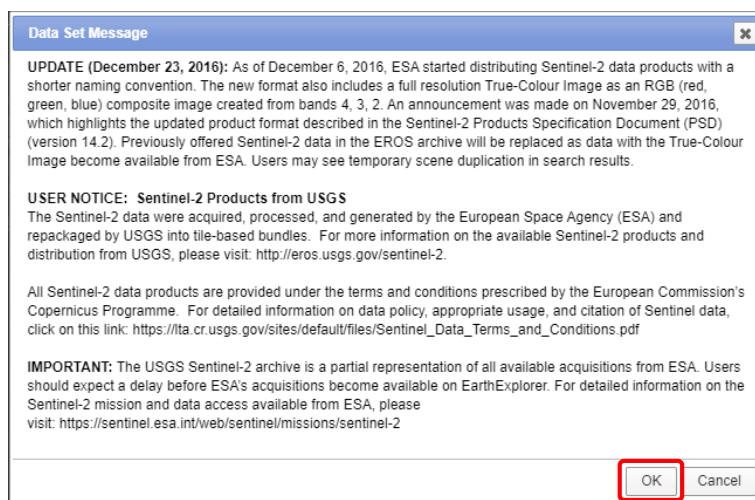 Data Set Message
UPDATE (December 23, 2016): As of December 6, 2016, ESA started distributing Sentinel-2 data products with a
shorter naming convention. The new format also includes a full resolution True-Colour Image as an RGB (red,
green, blue) composite image created from bands 4, 3, 2. An announcement was made on November 29, 2016,
which highlights the updated product format described in the Sentinel-2 Products Specification Document (PSD)
(version 14.2). Previously offered Sentinel-2 data in the EROS archive will be replaced as data with the True-Colour
Image become available from ESA. Users may see temporary scene duplication in search results.
USER NOTICE: Sentinel-2 Products from USGS
The Sentinel-2 data were acquired, processed, and generated by the European Space Agency (ESA) and
repackaged by USGS into tile-based bundles. For more information on the available Sentinel-2 products and
distribution from USGS, please visit: http://eros.usgs.gov/sentinel-2.
All Sentinel-2 data products are provided under the terms and conditions prescribed by the European Commission's
Copernicus Programme. For detailed information on data policy, appropriate usage, and citation of Sentinel data,
click on this link: https://lta.cr.usgs.gov/sites/default/files/Sentinel_Data_Terms_and_Conditions.pdf
IMPORTANT: The USGS Sentinel-2 archive is a partial representation of all available acquisitions from ESA. Users
should expect a delay before ESA's acquisitions become available on EarthExplorer. For detailed information on the
Sentinel-2 mission and data access available from ESA, please
visit: https://sentinel.esa.int/web/sentinel/missions/sentinel-2
OK Cancel